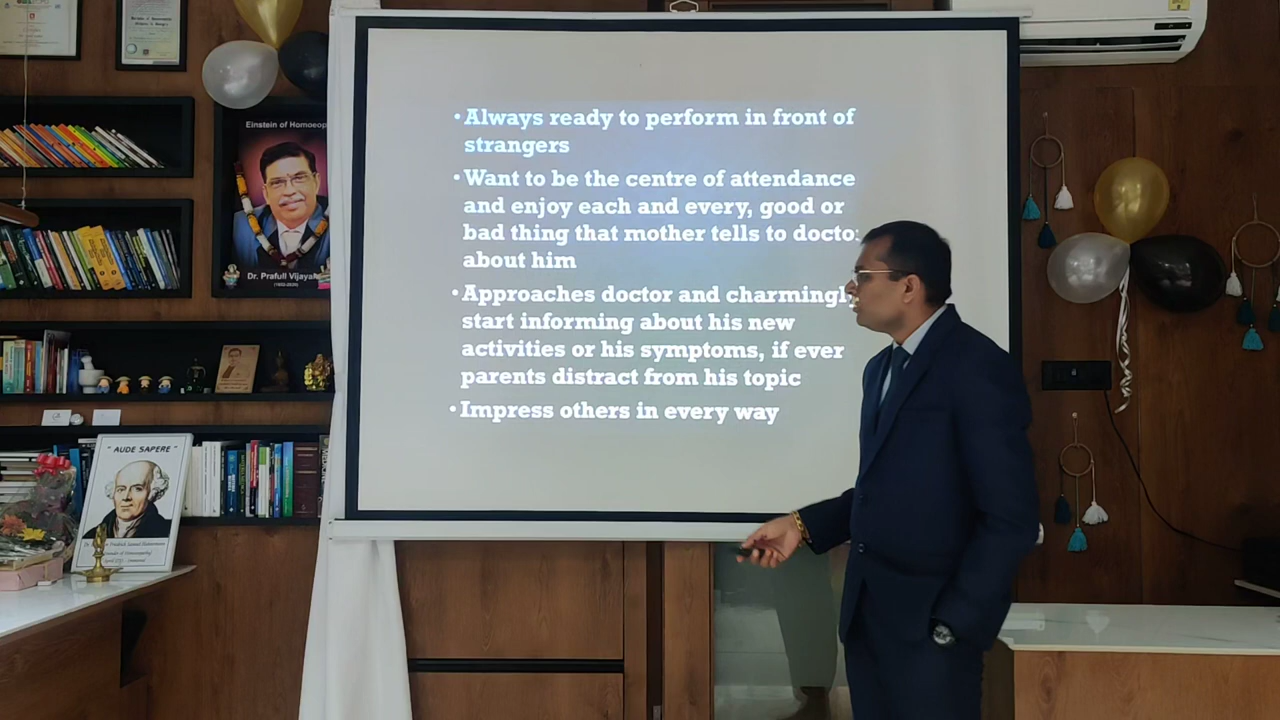 Einstein of Homoeop
Dr. Prafull Vijayak
" AUDE SAPERE "
• Always ready to perform in front of
strangers
• Want to be the centre of attendance
and enjoy each and every, good or
bad thing that mother tells to docto
about him
• Approaches doctor and charmingly
start informing about his new
activities or his symptoms, if ever
parents distract from his topic
• Impress others in every way